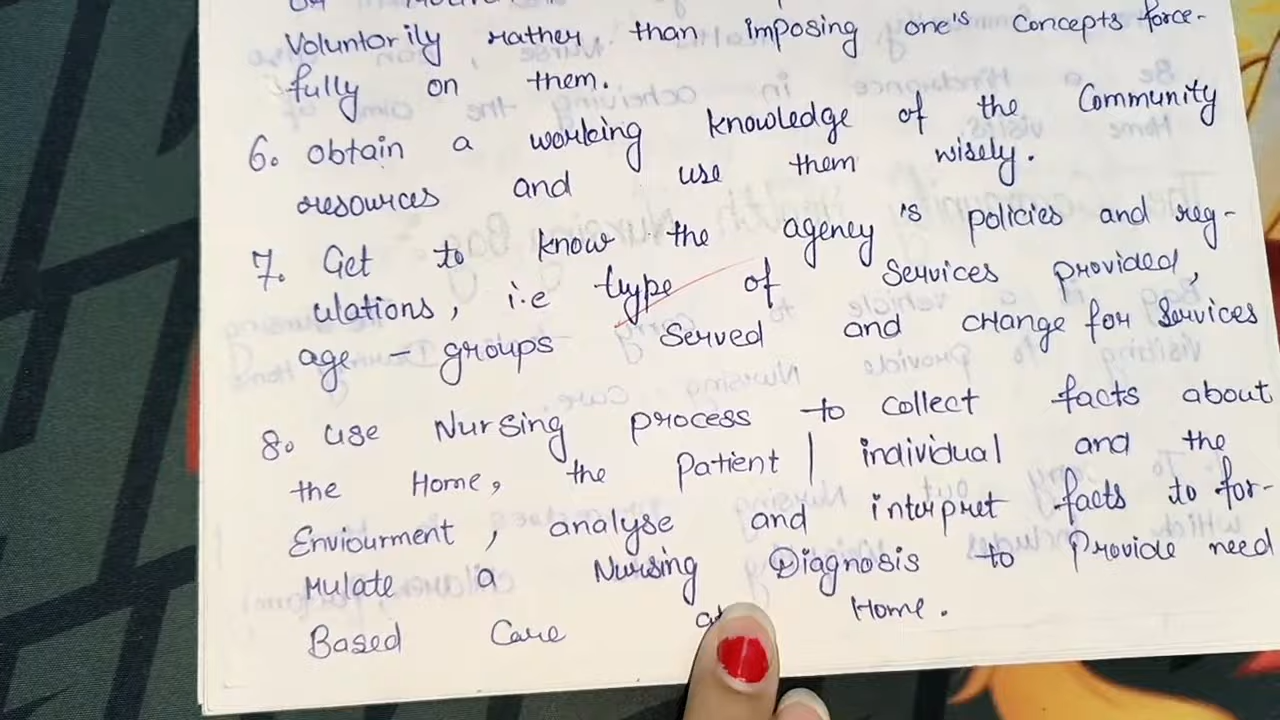 Voluntorily rather than imposing one's Concepts force-
fully on them.
6. obtain a working knowledge of the Community
resources and use them wisely.
7. Get to know the agency's policies and reg-
ulations, i.e type of Services provided,
age - groups Served and change for Services
8. use Nursing process to collect facts about
the Home, the Patient / individual and the
Enviourment, analyse and interpret facts to for-
mulate a Nursing Diagnosis to Provide need
Based Care Home.